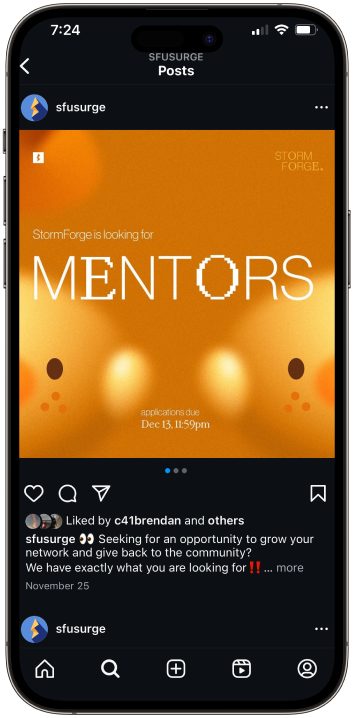 7:24
SFUSURGE
Posts
sfusurge
STORM
FORGE.
StormForge is looking for
MENTORS
applications due
Dec 13, 11:59pm
Liked by c41brendan and others
sfusurge 👀 Seeking for an opportunity to grow your
network and give back to the community?
We have exactly what you are looking for‼️ ... more
November 25
sfusurge